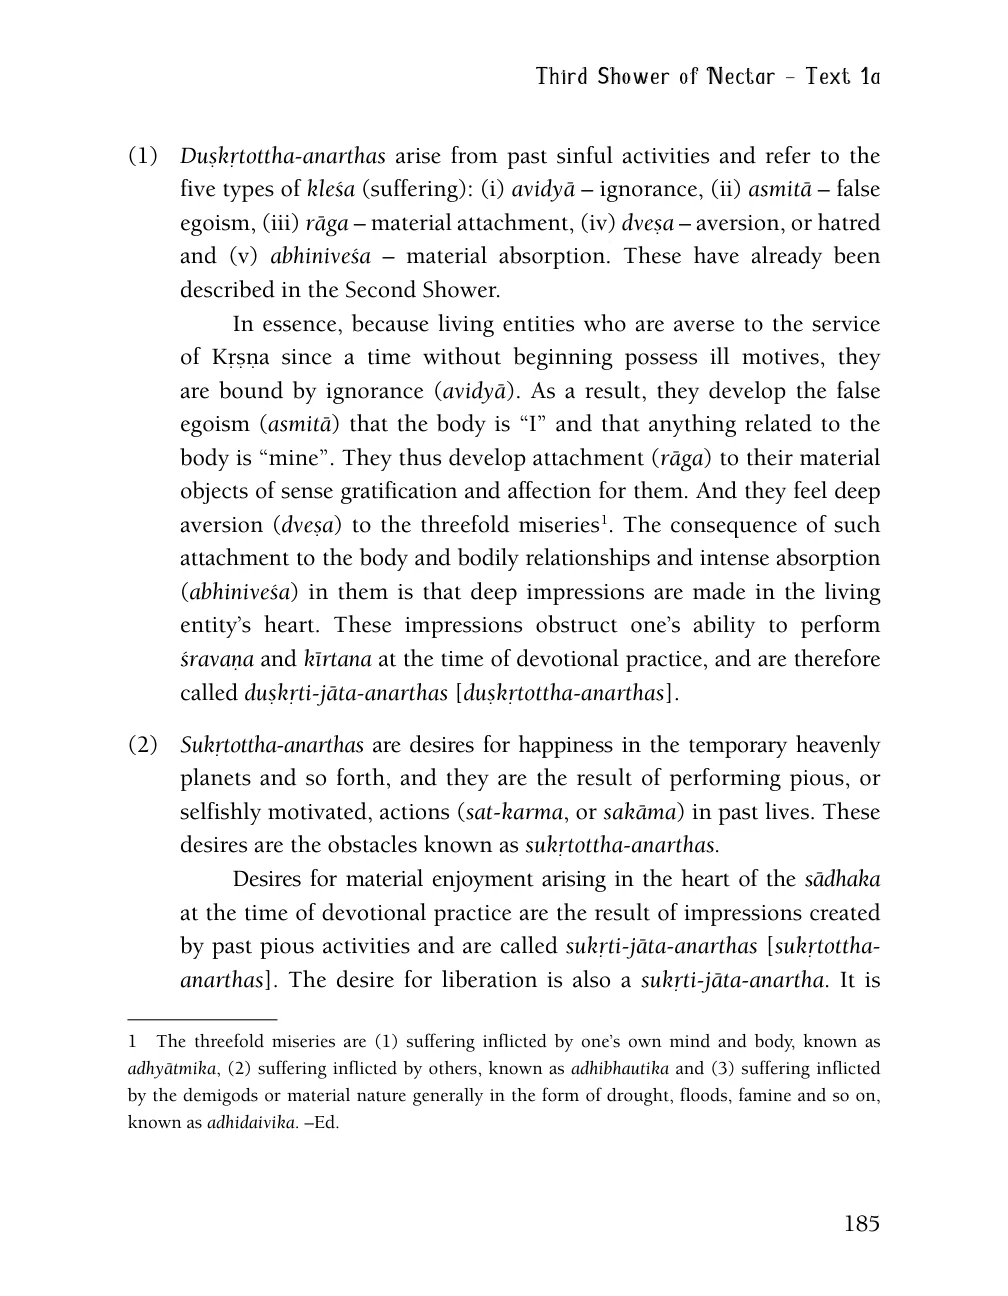 Third Shower of Nectar – Text 1a
(1) Duṣkṛtottha-anarthas arise from past sinful activities and refer to the
five types of kleśa (suffering): (i) avidyā – ignorance, (ii) asmitā – false
egoism, (iii) rāga – material attachment, (iv) dveṣa – aversion, or hatred
and (v) abhiniveśa – material absorption. These have already been
described in the Second Shower.
In essence, because living entities who are averse to the service
of Kṛṣṇa since a time without beginning possess ill motives, they
are bound by ignorance (avidyā). As a result, they develop the false
egoism (asmitā) that the body is “I” and that anything related to the
body is “mine”. They thus develop attachment (rāga) to their material
objects of sense gratification and affection for them. And they feel deep
aversion (dveṣa) to the threefold miseries¹. The consequence of such
attachment to the body and bodily relationships and intense absorption
(abhiniveśa) in them is that deep impressions are made in the living
entity’s heart. These impressions obstruct one’s ability to perform
śravaṇa and kīrtana at the time of devotional practice, and are therefore
called duṣkṛti-jāta-anarthas [duṣkṛtottha-anarthas].
(2) Sukṛtottha-anarthas are desires for happiness in the temporary heavenly
planets and so forth, and they are the result of performing pious, or
selfishly motivated, actions (sat-karma, or sakāma) in past lives. These
desires are the obstacles known as sukṛtottha-anarthas.
Desires for material enjoyment arising in the heart of the sādhaka
at the time of devotional practice are the result of impressions created
by past pious activities and are called sukṛti-jāta-anarthas [sukṛtottha-
anarthas]. The desire for liberation is also a sukṛti-jāta-anartha. It is
1 The threefold miseries are (1) suffering inflicted by one’s own mind and body, known as
adhyātmika, (2) suffering inflicted by others, known as adhibhautika and (3) suffering inflicted
by the demigods or material nature generally in the form of drought, floods, famine and so on,
known as adhidaivika. –Ed.
185